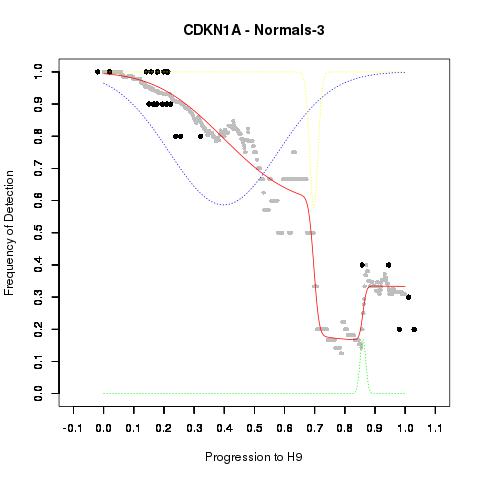 CDKN1A - Normals-3
Frequency of Detection
1.0
0.9
0.8
0.7
0.6
0.5
0.4
0.3
0.2
0.1
0.0
-0.1 0.0 0.1 0.2 0.3 0.4 0.5 0.6 0.7 0.8 0.9 1.0 1.1
Progression to H9